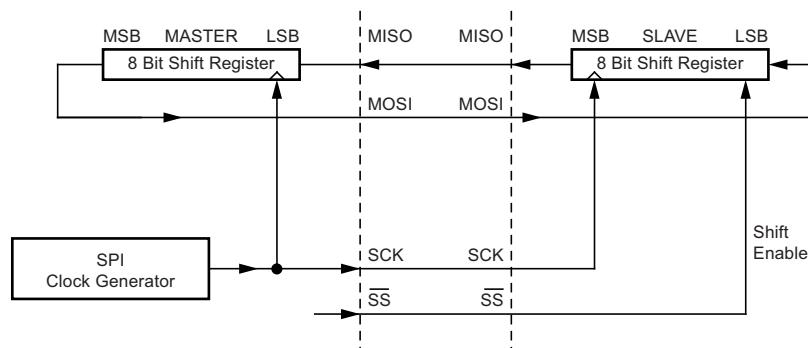 MSB MASTER LSB MISO MISO MSB SLAVE LSB
8 Bit Shift Register 8 Bit Shift Register
MOSI MOSI
SPI
Clock Generator
SCK SCK
Shift
Enable
SS SS